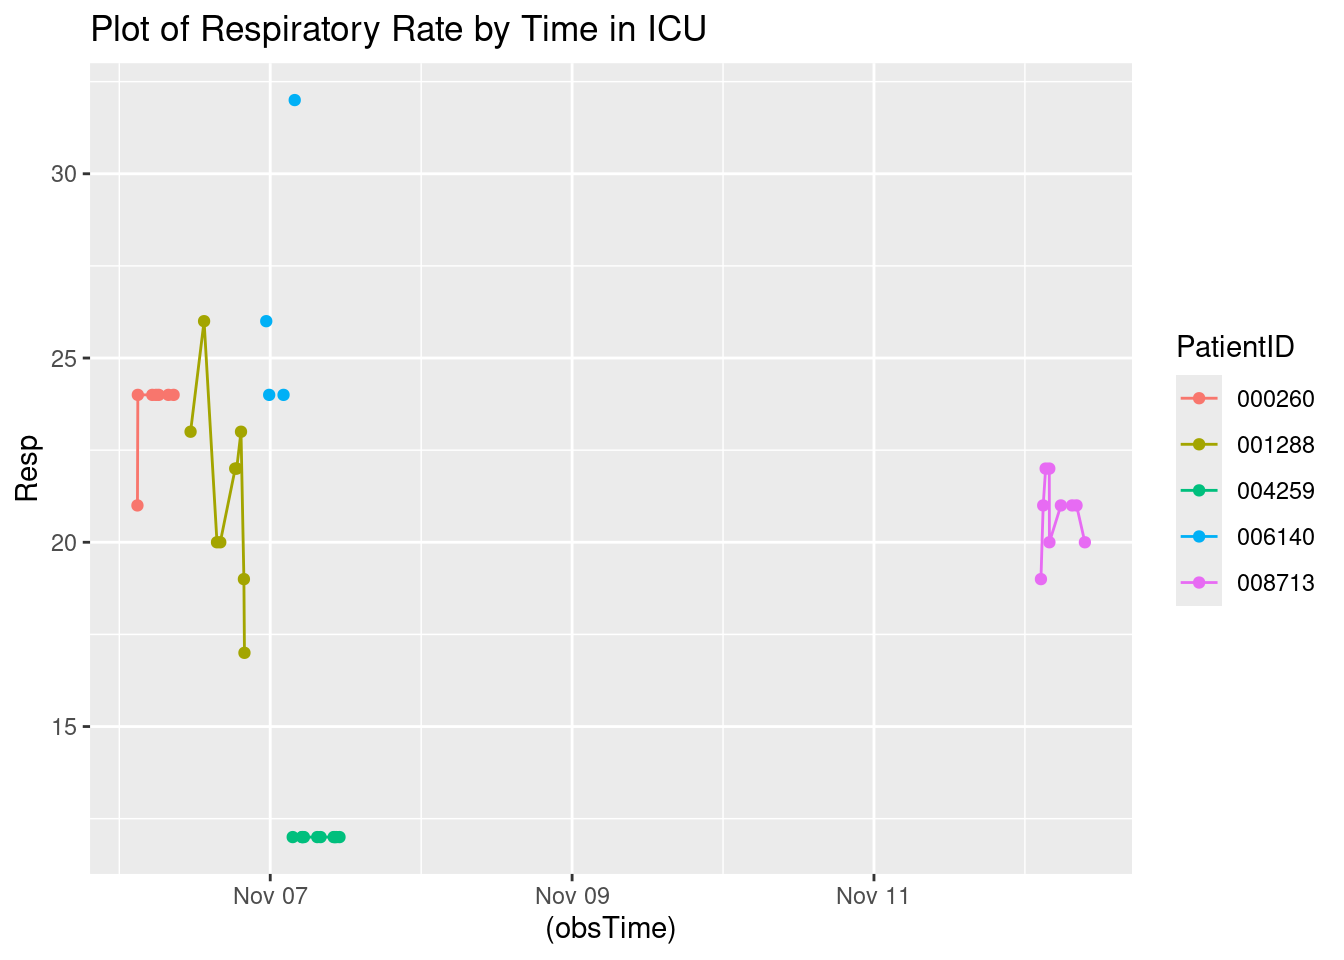 Plot of Respiratory Rate by Time in ICU
30
25
20
15
Resp
Nov 07
Nov 09
Nov 11
(obsTime)
PatientID
000260
001288
004259
006140
008713